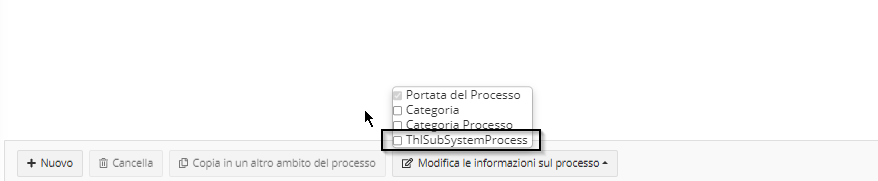 Portata del Processo
Categoria
Categoria Processo
ThlSubSystemProcess
Nuovo
Cancella
Copia in un altro ambito del processo
Modifica le informazioni sul processo